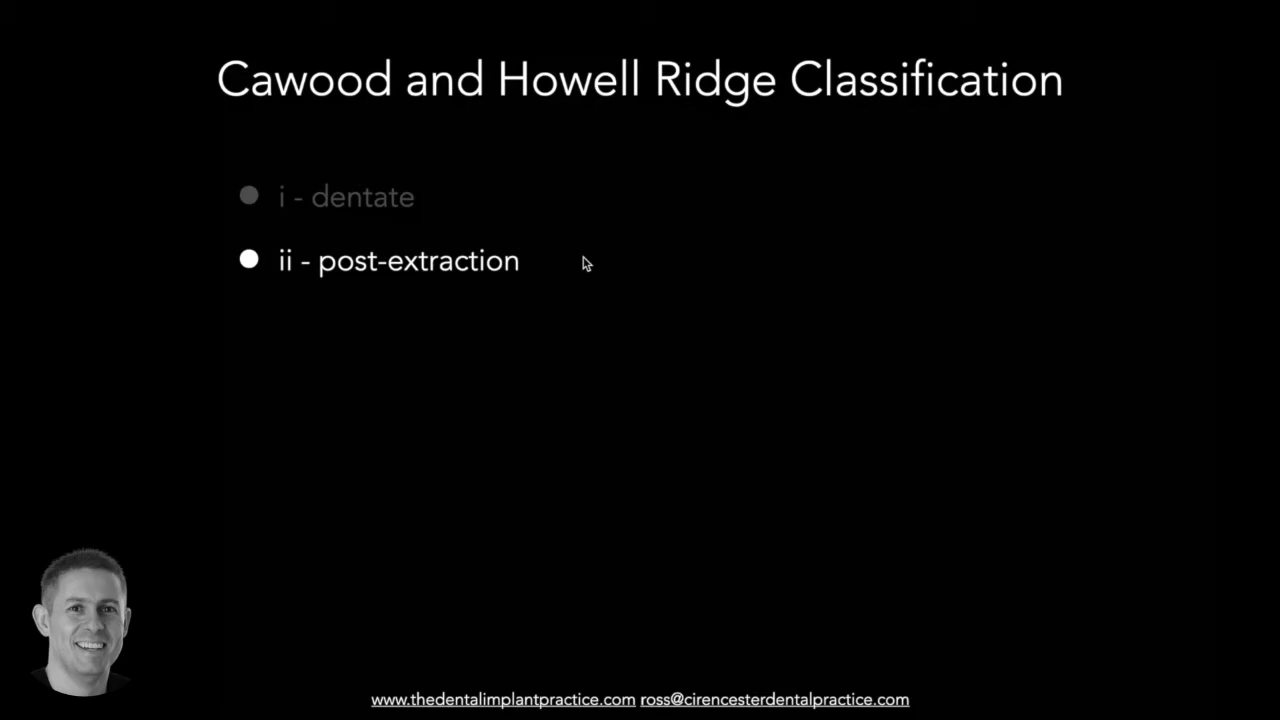 Cawood and Howell Ridge Classification
i - dentate
ii - post-extraction
www.thedentalimplantpractice.com ross@cirencesterdentalpractice.com